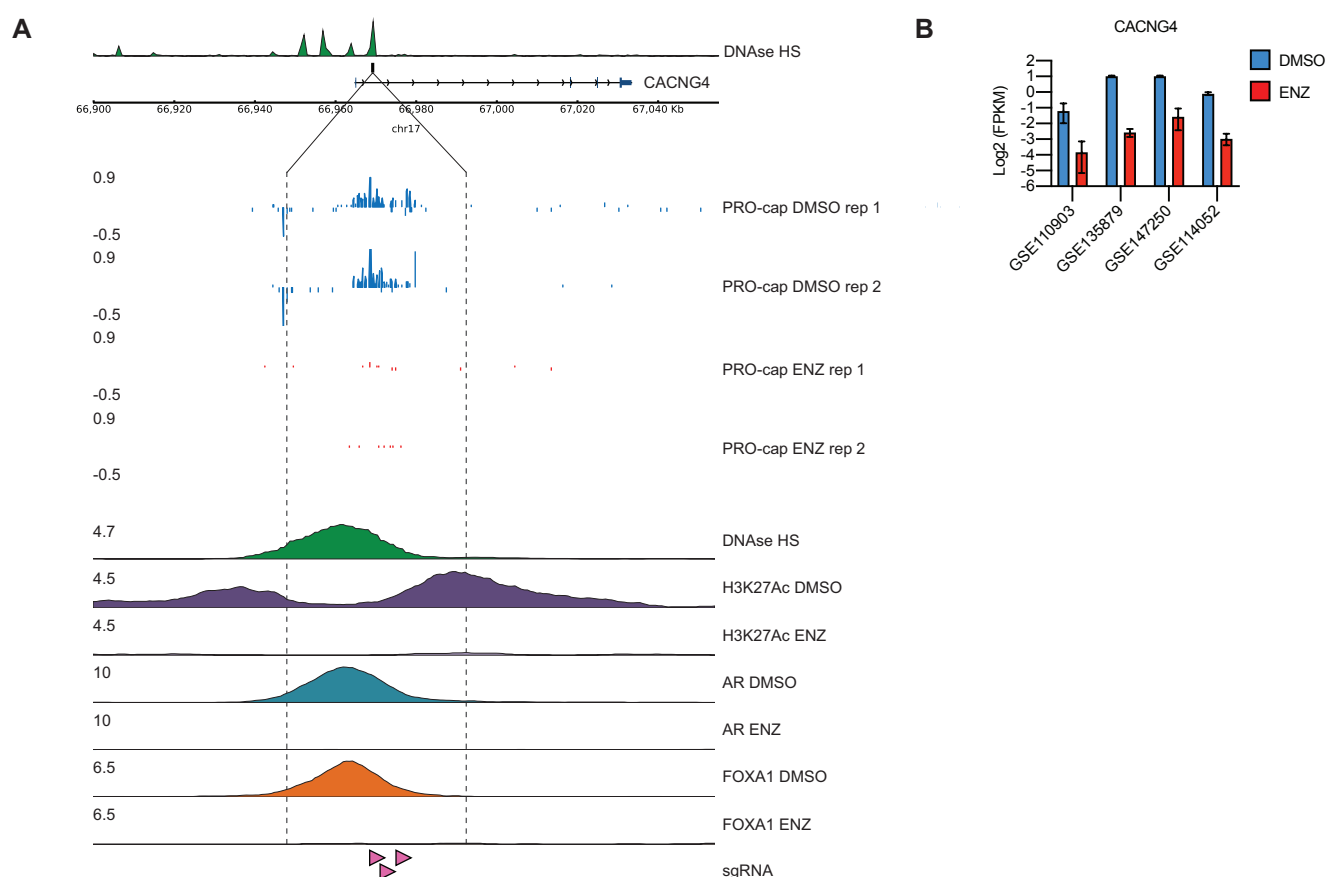 A
DNAse HS
CACNG4
66,900 66,920 66,940 66,960 66,980 67,000 67,020 67,040 Kb
chr17
0.9
PRO-cap DMSO rep 1
-0.5
0.9
PRO-cap DMSO rep 2
-0.5
0.9
PRO-cap ENZ rep 1
-0.5
0.9
PRO-cap ENZ rep 2
-0.5
4.7
DNAse HS
4.5
H3K27Ac DMSO
4.5
H3K27Ac ENZ
10
AR DMSO
10
AR ENZ
6.5
FOXA1 DMSO
6.5
FOXA1 ENZ
sgRNA
B
CACNG4
Log2 (FPKM)
2
1
0
-1
-2
-3
-4
-5
-6
GSE110903
GSE135879
GSE147250
GSE114052
DMSO
ENZ